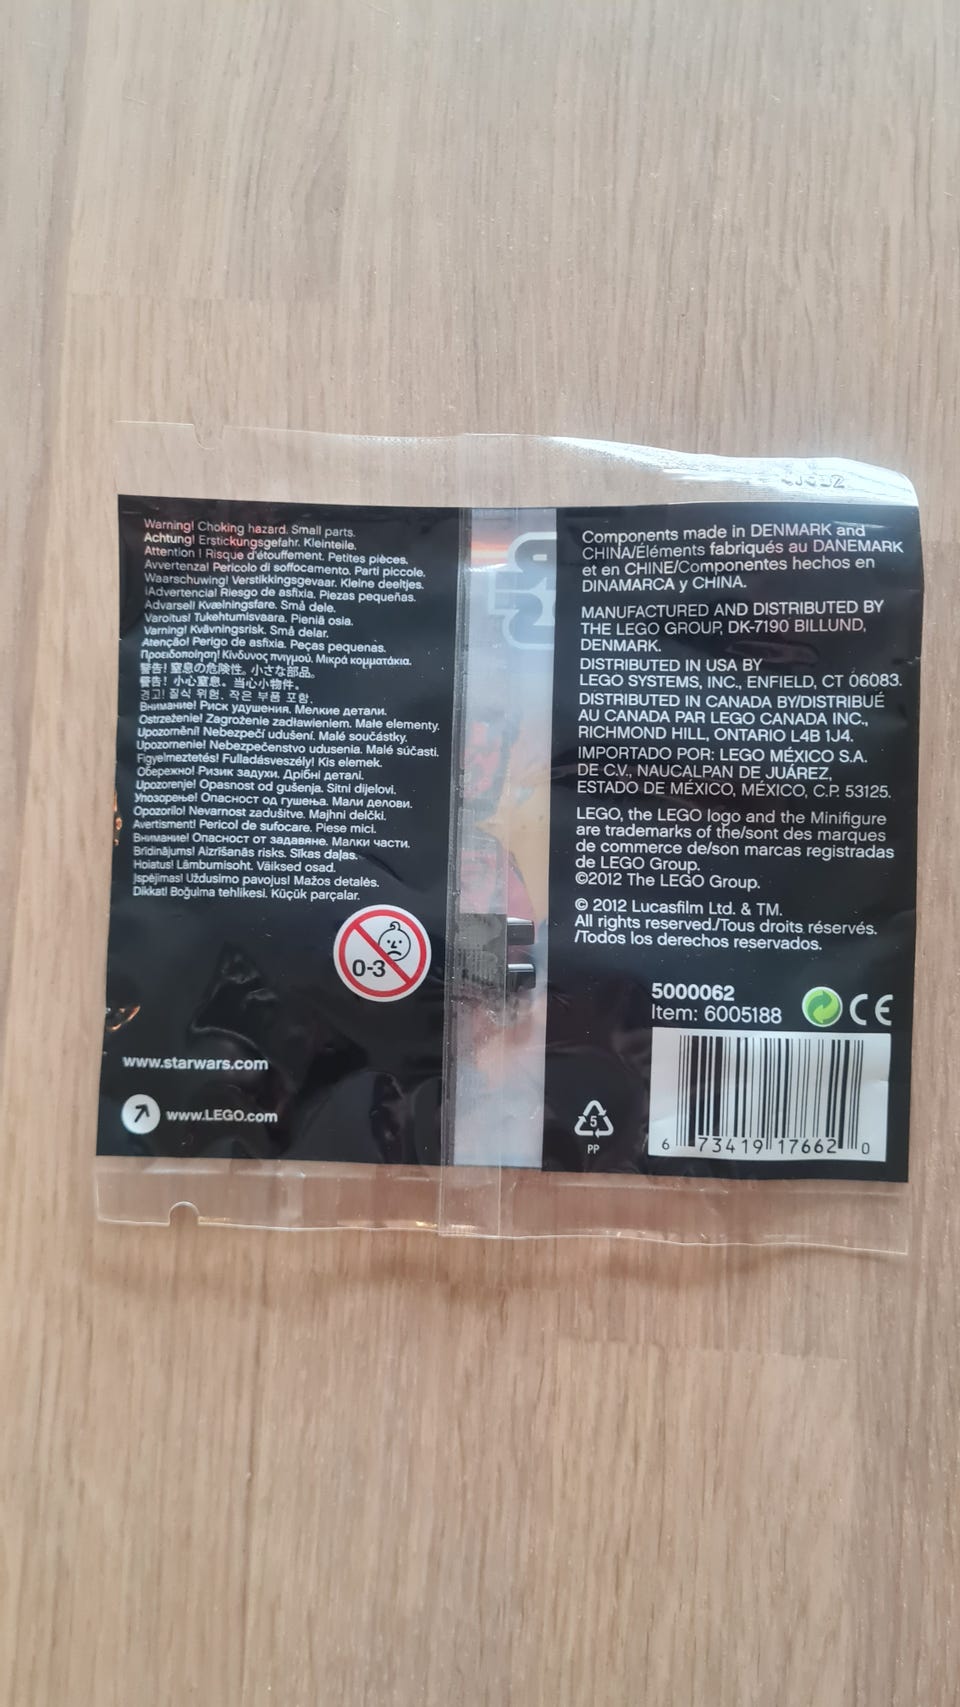 Warning! Choking hazard. Small parts.
Achtung! Erstickungsgefahr. Kleinteile.
Attention ! Risque d'étouffement. Petites pièces.
Avvertenza! Pericolo di soffocamento. Parti piccole.
Waarschuwing! Verstikkingsgevaar. Kleine deeltjes.
¡Advertencia! Riesgo de asfixia. Piezas pequeñas.
Advarsel! Kvælningsfare. Små dele.
Varoitus! Tukehtumisvaara. Pieniä osia.
Varning! Kvävningsrisk. Små delar.
Atenção! Perigo de asfixia. Peças pequenas.
Προειδοποίηση! Κίνδυνος πνιγμού. Μικρά κομματάκια.
警告! 窒息の危険性。小さな部品。
警告! 小心窒息。当心小物件。
경고! 질식 위험. 작은 부품 포함.
Внимание! Риск удушения. Мелкие детали.
Ostrzeżenie! Zagrożenie zadławieniem. Małe elementy.
Upozornění! Nebezpečí udušení. Malé součástky.
Upozornenie! Nebezpečenstvo udusenia. Malé súčasti.
Figyelmeztetés! Fulladásveszély! Kis elemek.
Обережно! Ризик задухи. Дрібні деталі.
Upozorenje! Opasnost od gušenja. Sitni dijelovi.
Упозорење! Опасност од гушења. Мали делови.
Opozorilo! Nevarnost zadušitve. Majhni delčki.
Avertisment! Pericol de sufocare. Piese mici.
Внимание! Опасност от задавяне. Малки части.
Brīdinājums! Aizrīšanās risks. Sīkas daļas.
Hoiatus! Lämbumisoht. Väiksed osad.
Įspėjimas! Uždusimo pavojus! Mažos detalės.
Dikkat! Boğulma tehlikesi. Küçük parçalar.
0-3
www.starwars.com
www.LEGO.com
Components made in DENMARK and
CHINA/Éléments fabriqués au DANEMARK
et en CHINE/Componentes hechos en
DINAMARCA y CHINA.
MANUFACTURED AND DISTRIBUTED BY
THE LEGO GROUP, DK-7190 BILLUND,
DENMARK.
DISTRIBUTED IN USA BY
LEGO SYSTEMS, INC., ENFIELD, CT 06083.
DISTRIBUTED IN CANADA BY/DISTRIBUÉ
AU CANADA PAR LEGO CANADA INC.,
RICHMOND HILL, ONTARIO L4B 1J4.
IMPORTADO POR: LEGO MÉXICO S.A.
DE C.V., NAUCALPAN DE JUÁREZ,
ESTADO DE MÉXICO, MÉXICO, C.P. 53125.
LEGO, the LEGO logo and the Minifigure
are trademarks of the/sont des marques
de commerce de/son marcas registradas
de LEGO Group.
©2012 The LEGO Group.
© 2012 Lucasfilm Ltd. & TM.
All rights reserved./Tous droits réservés.
/Todos los derechos reservados.
5000062
Item: 6005188
CE
5
PP
6 73419 17662 0